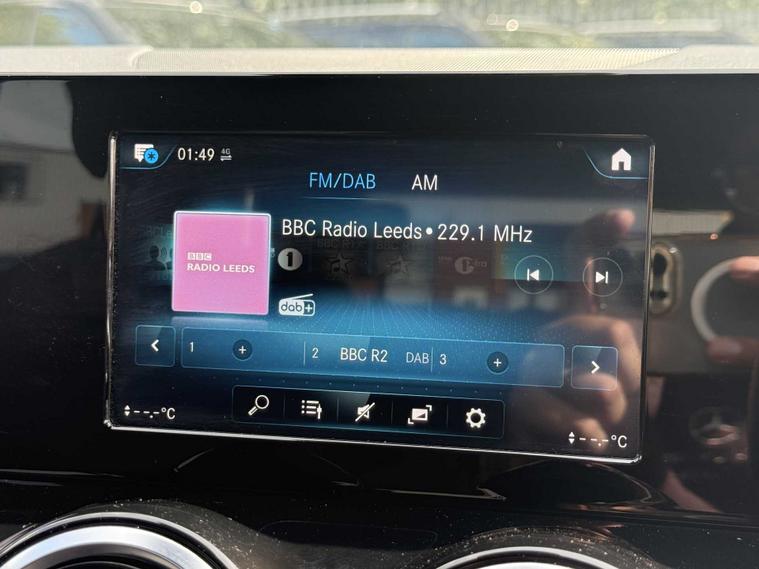 01:49 4G
FM/DAB AM
BBC Radio Leeds • 229.1 MHz
BBC
RADIO LEEDS
1
dab+
1 + 2 BBC R2 DAB 3 +
--.-°C
--.-°C